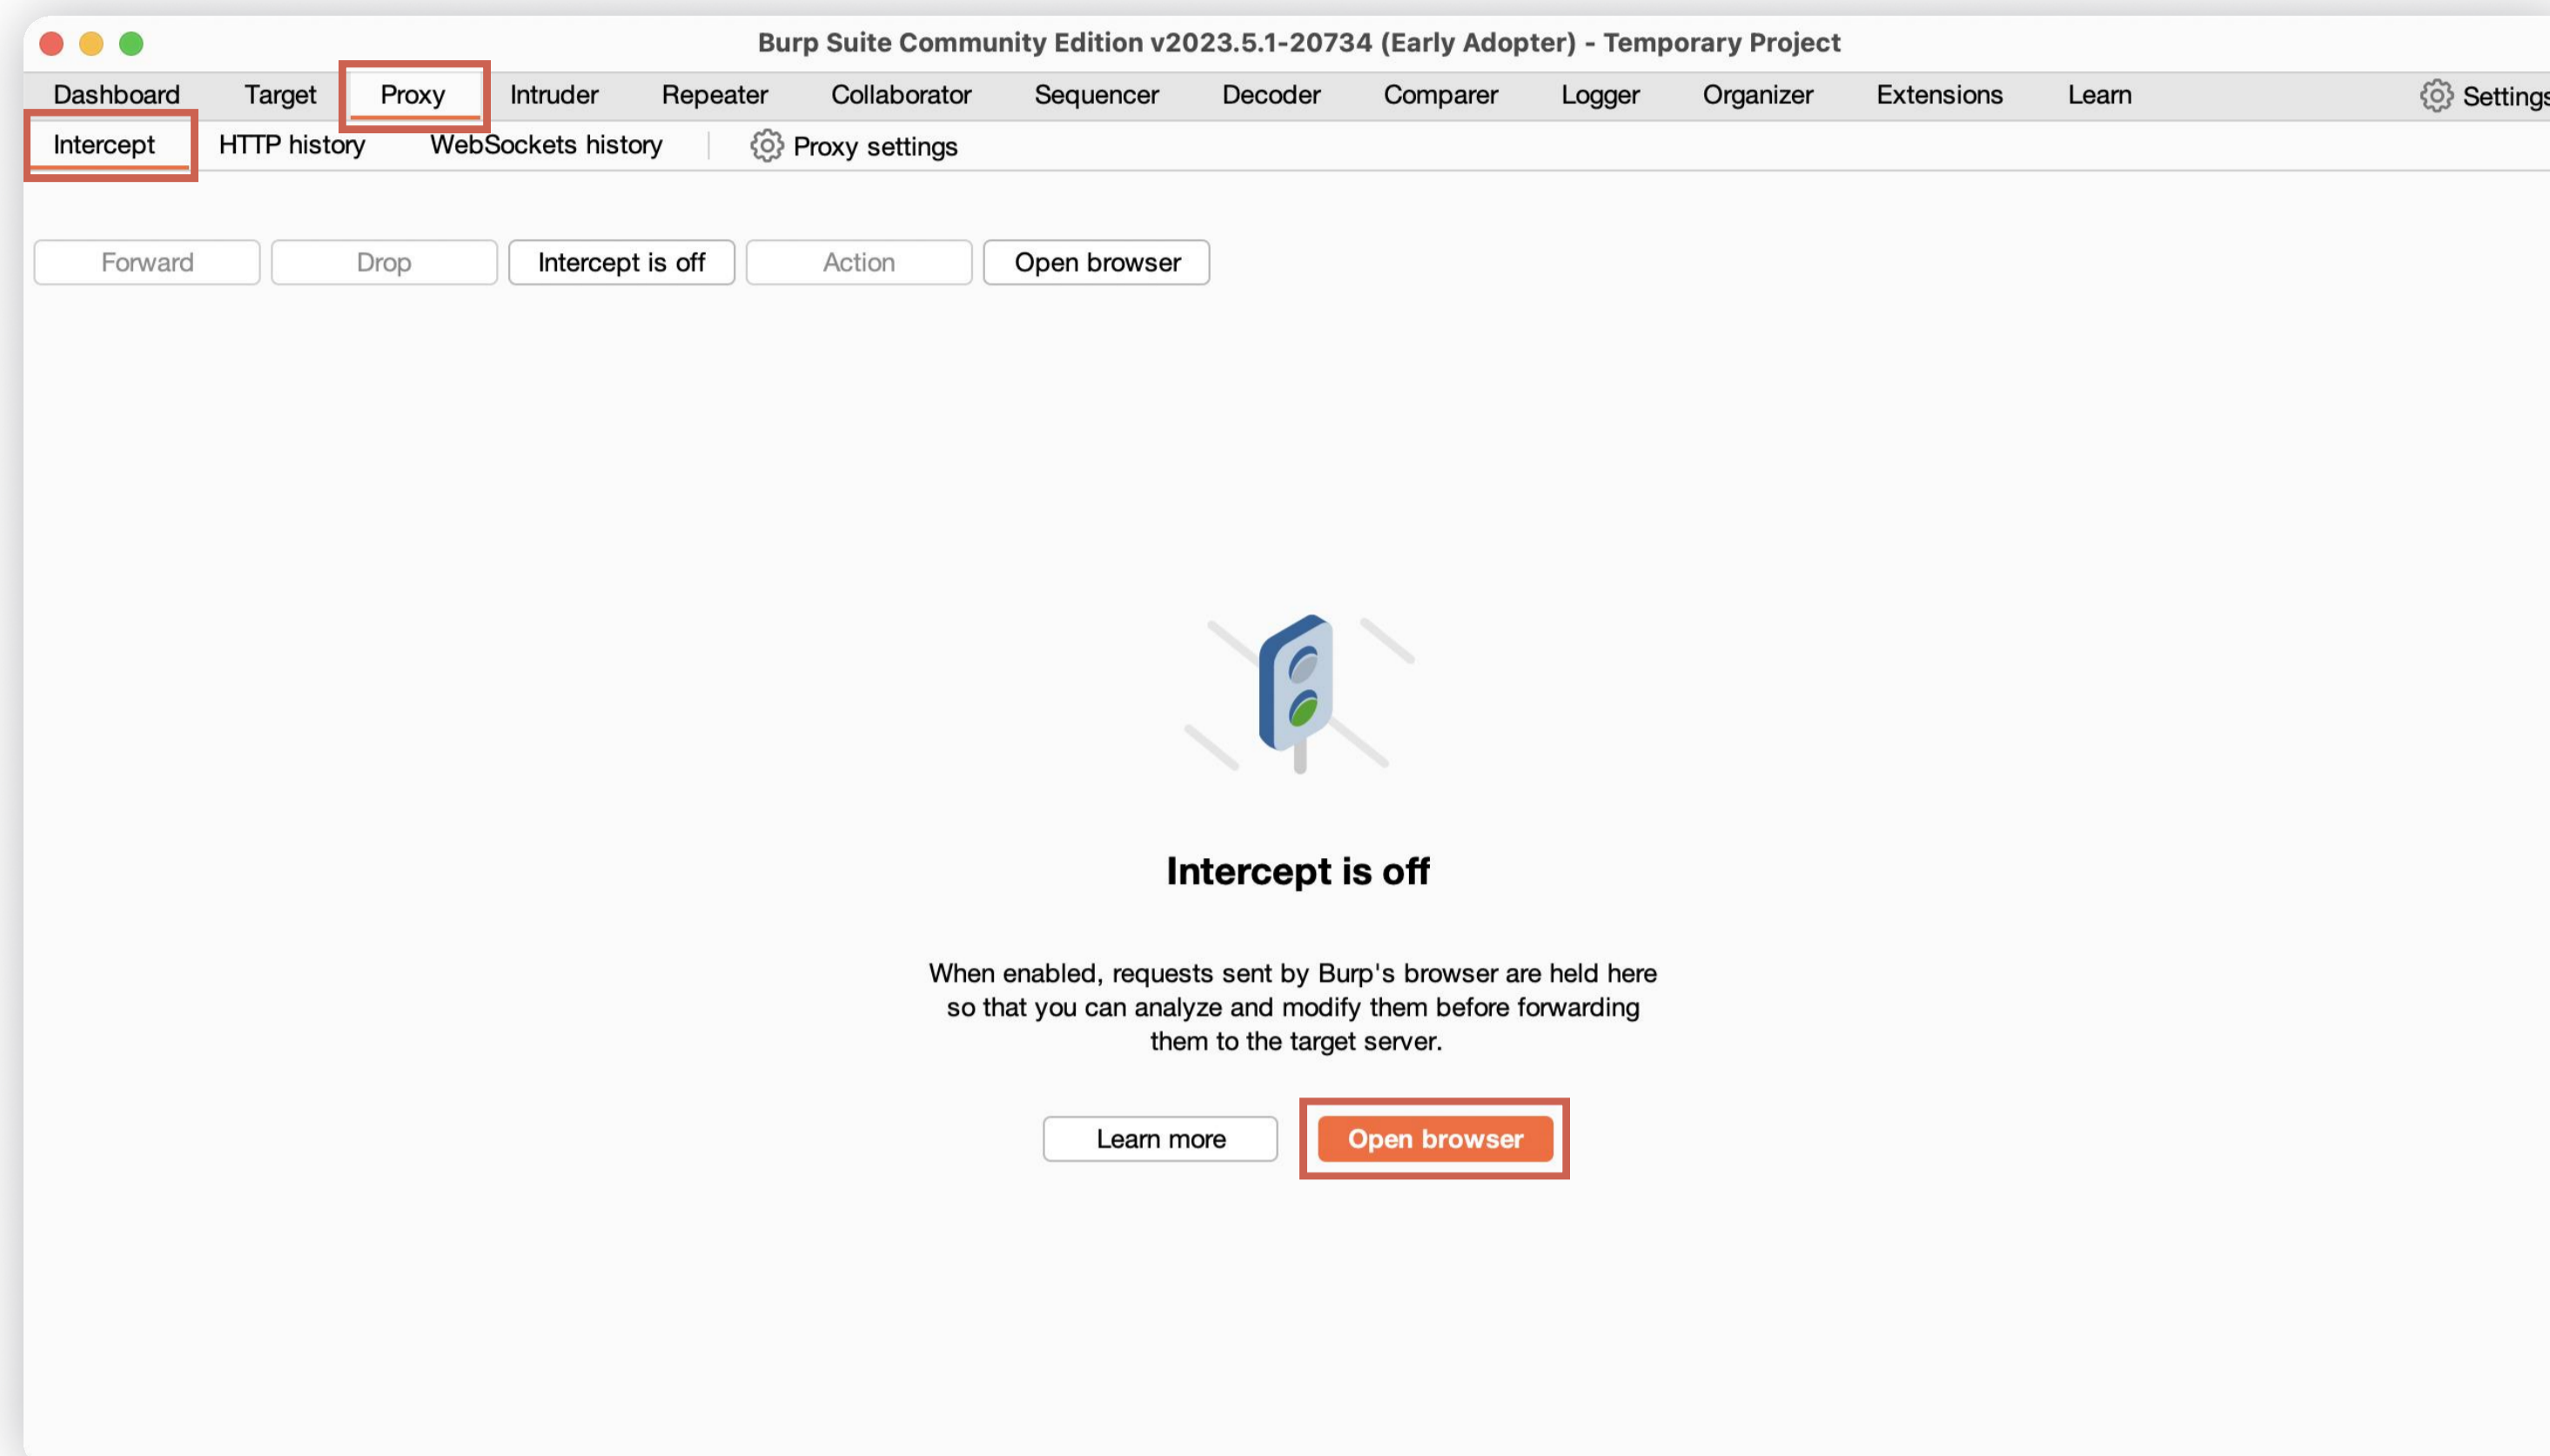 Burp Suite Community Edition v2023.5.1-20734 (Early Adopter) - Temporary Project
Dashboard Target Proxy Intruder Repeater Collaborator Sequencer Decoder Comparer Logger Organizer Extensions Learn Settings
Intercept HTTP history WebSockets history Proxy settings
Forward Drop Intercept is off Action Open browser
Intercept is off
When enabled, requests sent by Burp's browser are held here
so that you can analyze and modify them before forwarding
them to the target server.
Learn more Open browser